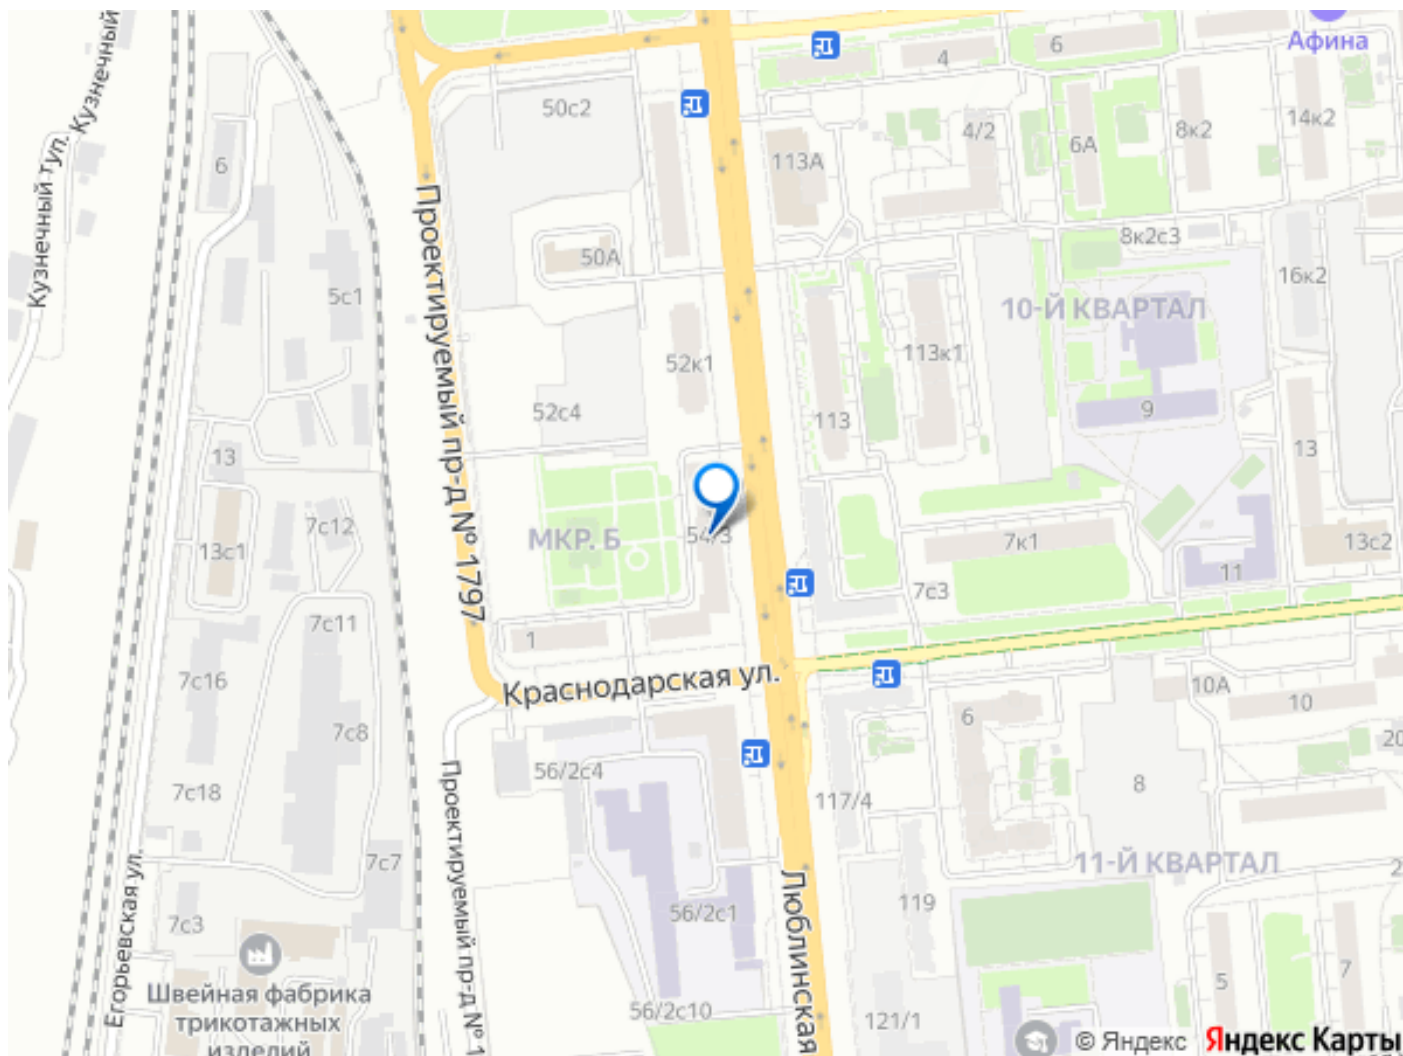 Кузнечный
Афина
6
4
50с2
14к2
4/2
8к2
6А
Кузнечный туп.
113А
6
Проектируемый пр-д № 1797
8к2с3
50А
16к2
5с1
10-Й КВАРТАЛ
113к1
52к1
9
52с4
113
13
13
7с12
МКР. Б
54/3
7к1
13с2
13с1
11
7с3
7с11
1
Краснодарская ул.
7с16
10А
10
6
7с8
20
56/2с4
8
7с18
117/4
Проектируемый пр-д № 1
7с7
11-Й КВАРТАЛ
2
Егорьевская ул.
Люблинская
119
56/2с1
7с3
5
7
Швейная фабрика
трикотажных
изделий
56/2с10
121/1
© Яндекс Яндекс Карты